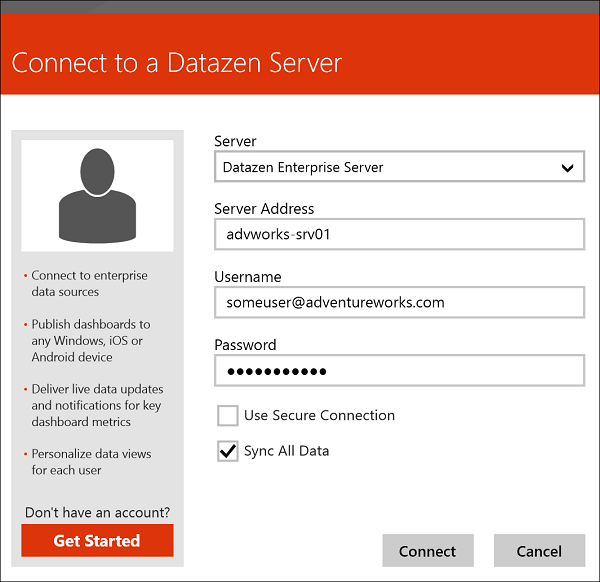 Connect to a Datazen Server
• Connect to enterprise
data sources
• Publish dashboards to
any Windows, iOS or
Android device
• Deliver live data updates
and notifications for key
dashboard metrics
• Personalize data views
for each user
Don't have an account?
Get Started
Server
Datazen Enterprise Server
Server Address
advworks-srv01
Username
someuser@adventureworks.com
Password
●●●●●●●●●●●
Use Secure Connection
Sync All Data
Connect
Cancel